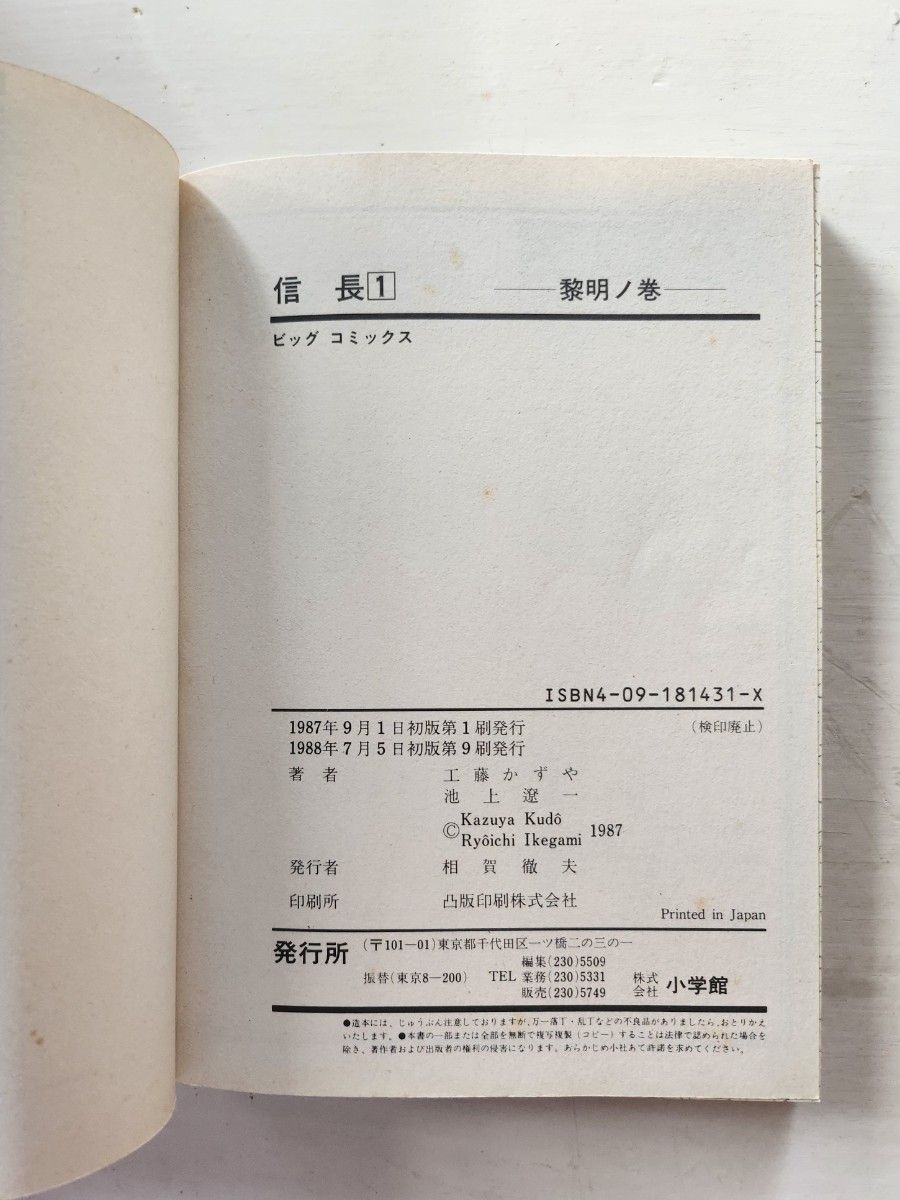 信 長1 ——黎明ノ巻——
ビッグ コミックス
ISBN4-09-181431-X
1987年9月1日初版第1刷発行 (検印廃止)
1988年7月5日初版第9刷発行
著 者 工藤かずや
池上遼一
©Kazuya Kudô
Ryôichi Ikegami 1987
発行者 相賀徹夫
印刷所 凸版印刷株式会社
Printed in Japan
発行所 (〒101—01)東京都千代田区一ツ橋二の三の一
編集(230)5509
振替(東京8—200) TEL 業務(230)5331 株式会社 小学館
販売(230)5749
●造本には、じゅうぶん注意しておりますが、万一落丁・乱丁などの不良品がありましたら、おとりかえ
いたします。●本書の一部または全部を無断で複写複製(コピー)することは法律で認められた場合を
除き、著作者および出版者の権利の侵害になります。あらかじめ小社あて許諾を求めてください。